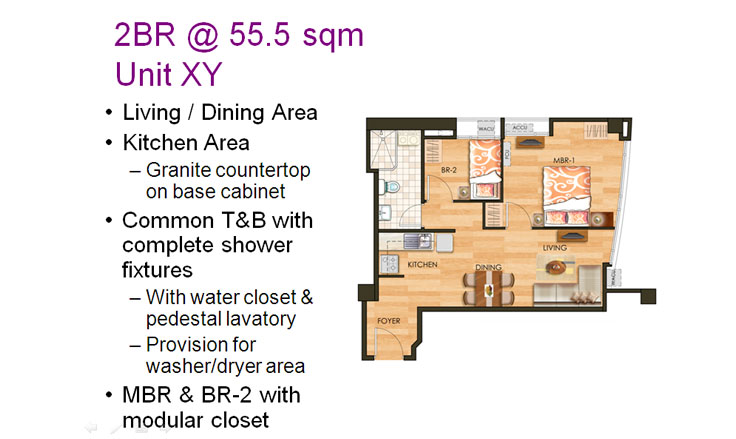 2BR @ 55.5 sqm
Unit XY
• Living / Dining Area
• Kitchen Area
– Granite countertop
on base cabinet
• Common T&B with
complete shower
fixtures
– With water closet &
pedestal lavatory
– Provision for
washer/dryer area
• MBR & BR-2 with
modular closet
WACU
ACCU
FCU
BR-2
MBR-1
LIVING
KITCHEN
DINING
WACU
FOYER